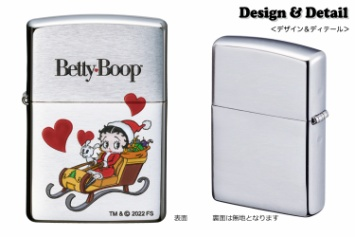 Design & Detail
<デザイン&ディテール>
Betty Boop
TM & © 2022 FS
表面
裏面は無地となります